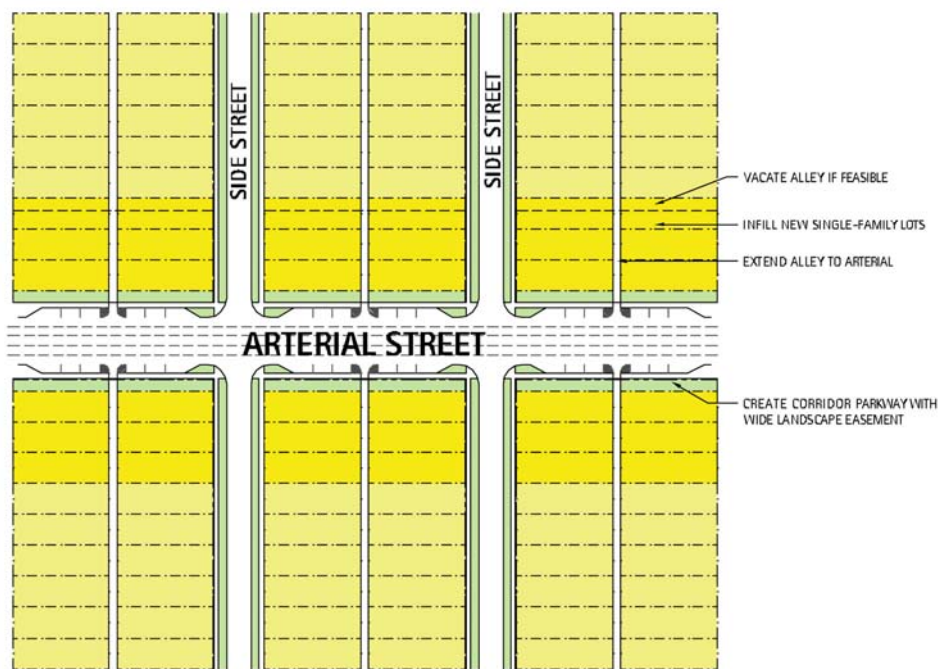 SIDE STREET
SIDE STREET
VACATE ALLEY IF FEASIBLE
INFILL NEW SINGLE-FAMILY LOTS
EXTEND ALLEY TO ARTERIAL
ARTERIAL STREET
CREATE CORRIDOR PARKWAY WITH
WIDE LANDSCAPE EASEMENT